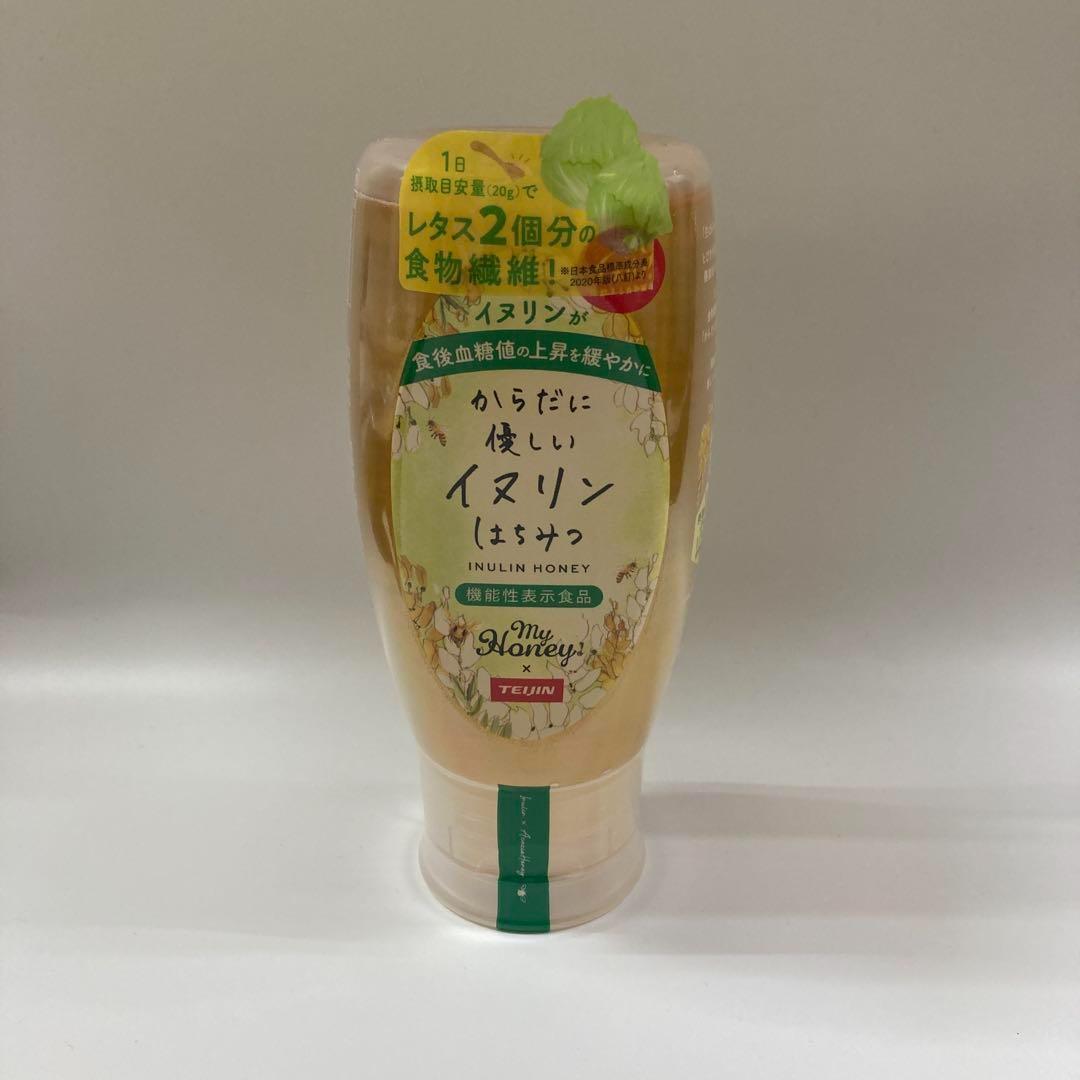 1日
摂取目安量(20g)で
レタス2個分の
食物繊維!
※日本食品標準成分表
2020年版(八訂)より
イヌリンが
食後血糖値の上昇を緩やかに
からだに
優しい
イヌリン
はちみつ
INULIN HONEY
機能性表示食品
My
Honey
×
TEIJIN
Inulin × Acacia Honey